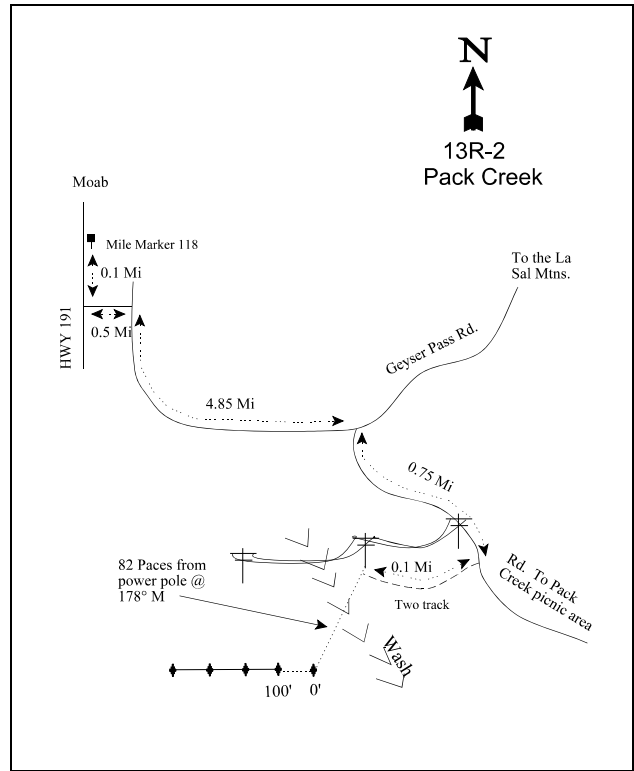 N
13R-2
Pack Creek
Moab
Mile Marker 118
0.1 Mi
HWY 191
0.5 Mi
To the La
Sal Mtns.
Geyser Pass Rd.
4.85 Mi
0.75 Mi
82 Paces from
power pole @
178° M
0.1 Mi
Two track
Rd. To Pack
Creek picnic area
Wash
100' 0'